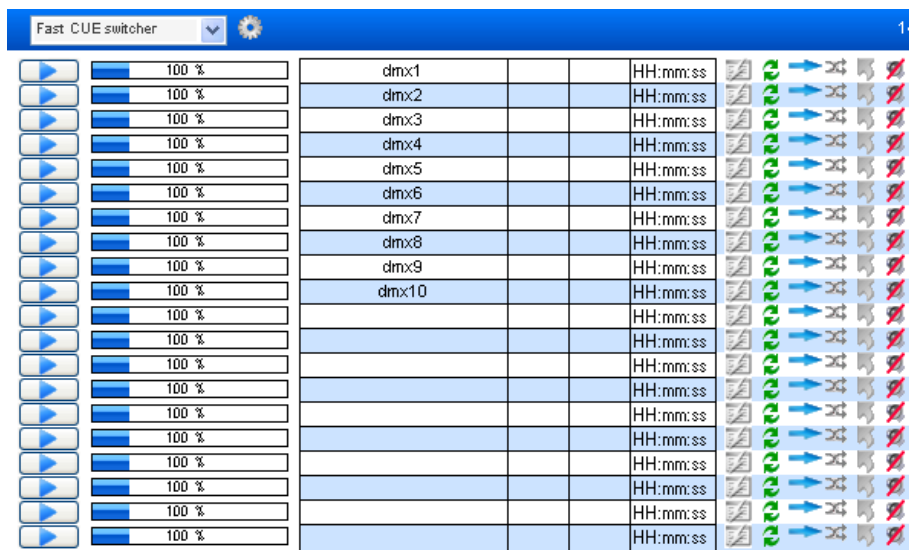 Fast CUE switcher
14
100 % dmx1 HH:mm:ss
100 % dmx2 HH:mm:ss
100 % dmx3 HH:mm:ss
100 % dmx4 HH:mm:ss
100 % dmx5 HH:mm:ss
100 % dmx6 HH:mm:ss
100 % dmx7 HH:mm:ss
100 % dmx8 HH:mm:ss
100 % dmx9 HH:mm:ss
100 % dmx10 HH:mm:ss
100 % HH:mm:ss
100 % HH:mm:ss
100 % HH:mm:ss
100 % HH:mm:ss
100 % HH:mm:ss
100 % HH:mm:ss
100 % HH:mm:ss
100 % HH:mm:ss
100 % HH:mm:ss
100 % HH:mm:ss